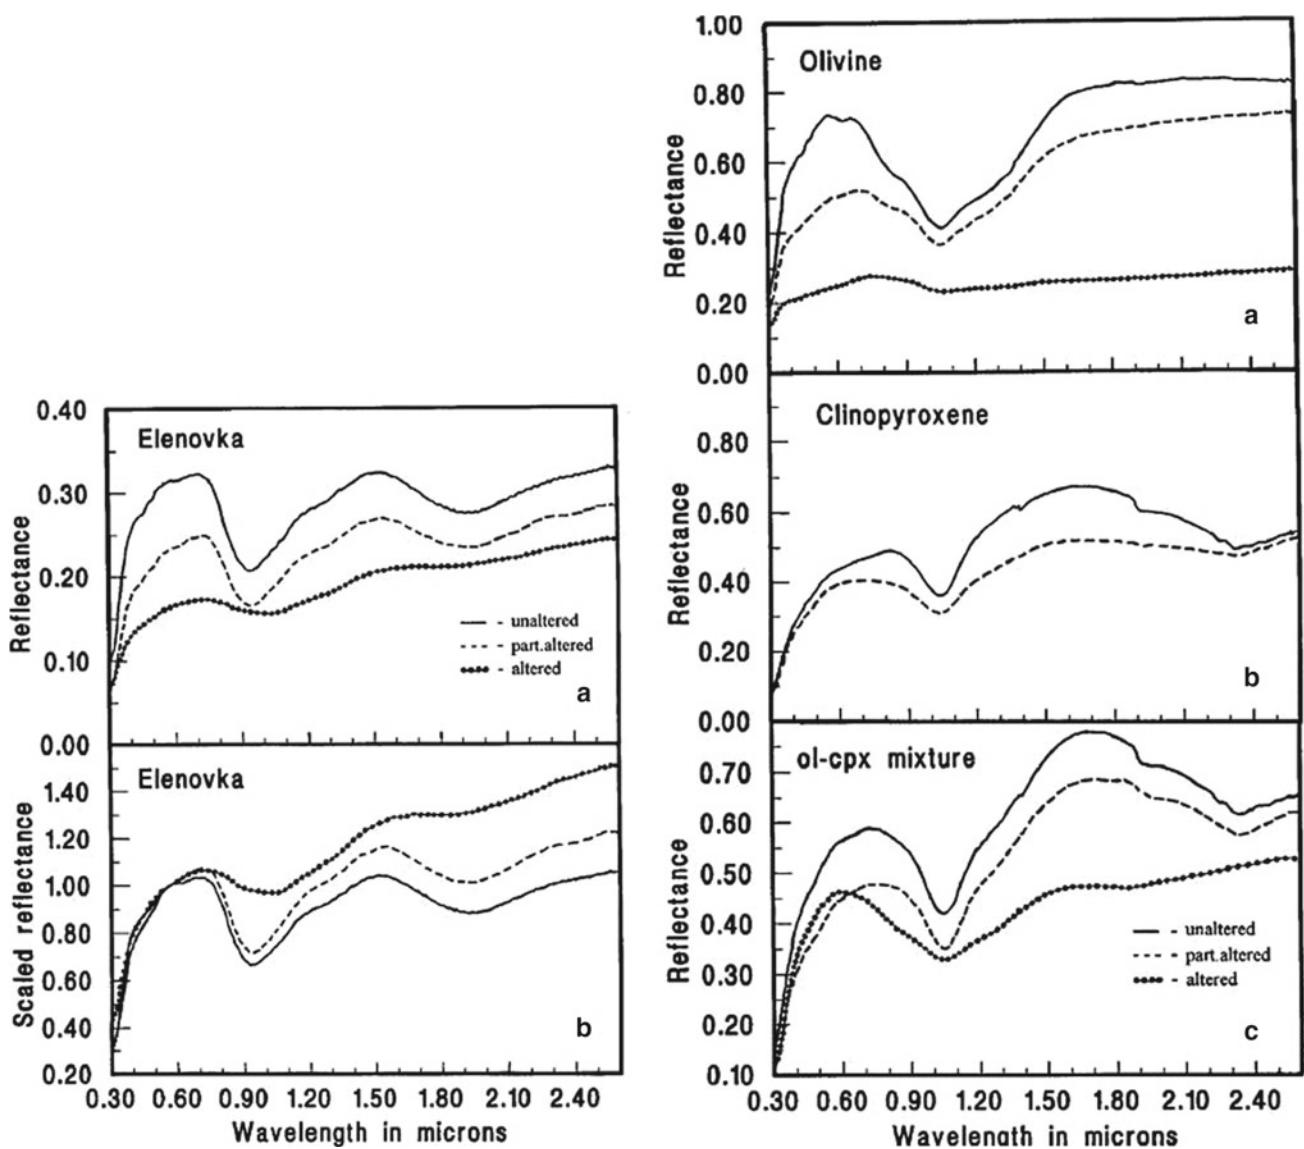 1.00
Olivine
0.80
0.60
0.40
0.20
0.00
Reflectance
a
Clinopyroxene
0.80
0.60
0.40
0.20
0.00
Reflectance
b
ol-cpx mixture
0.70
0.60
0.50
0.40
0.30
0.20
0.10
Reflectance
- unaltered
- part.altered
- altered
c
0.30 0.60 0.90 1.20 1.50 1.80 2.10 2.40
Wavelength in microns
0.40
Elenovka
0.30
0.20
0.10
0.00
Reflectance
- unaltered
- part.altered
- altered
a
Elenovka
1.40
1.20
1.00
0.80
0.60
0.40
0.20
Scaled reflectance
b
0.30 0.60 0.90 1.20 1.50 1.80 2.10 2.40
Wavelength in microns